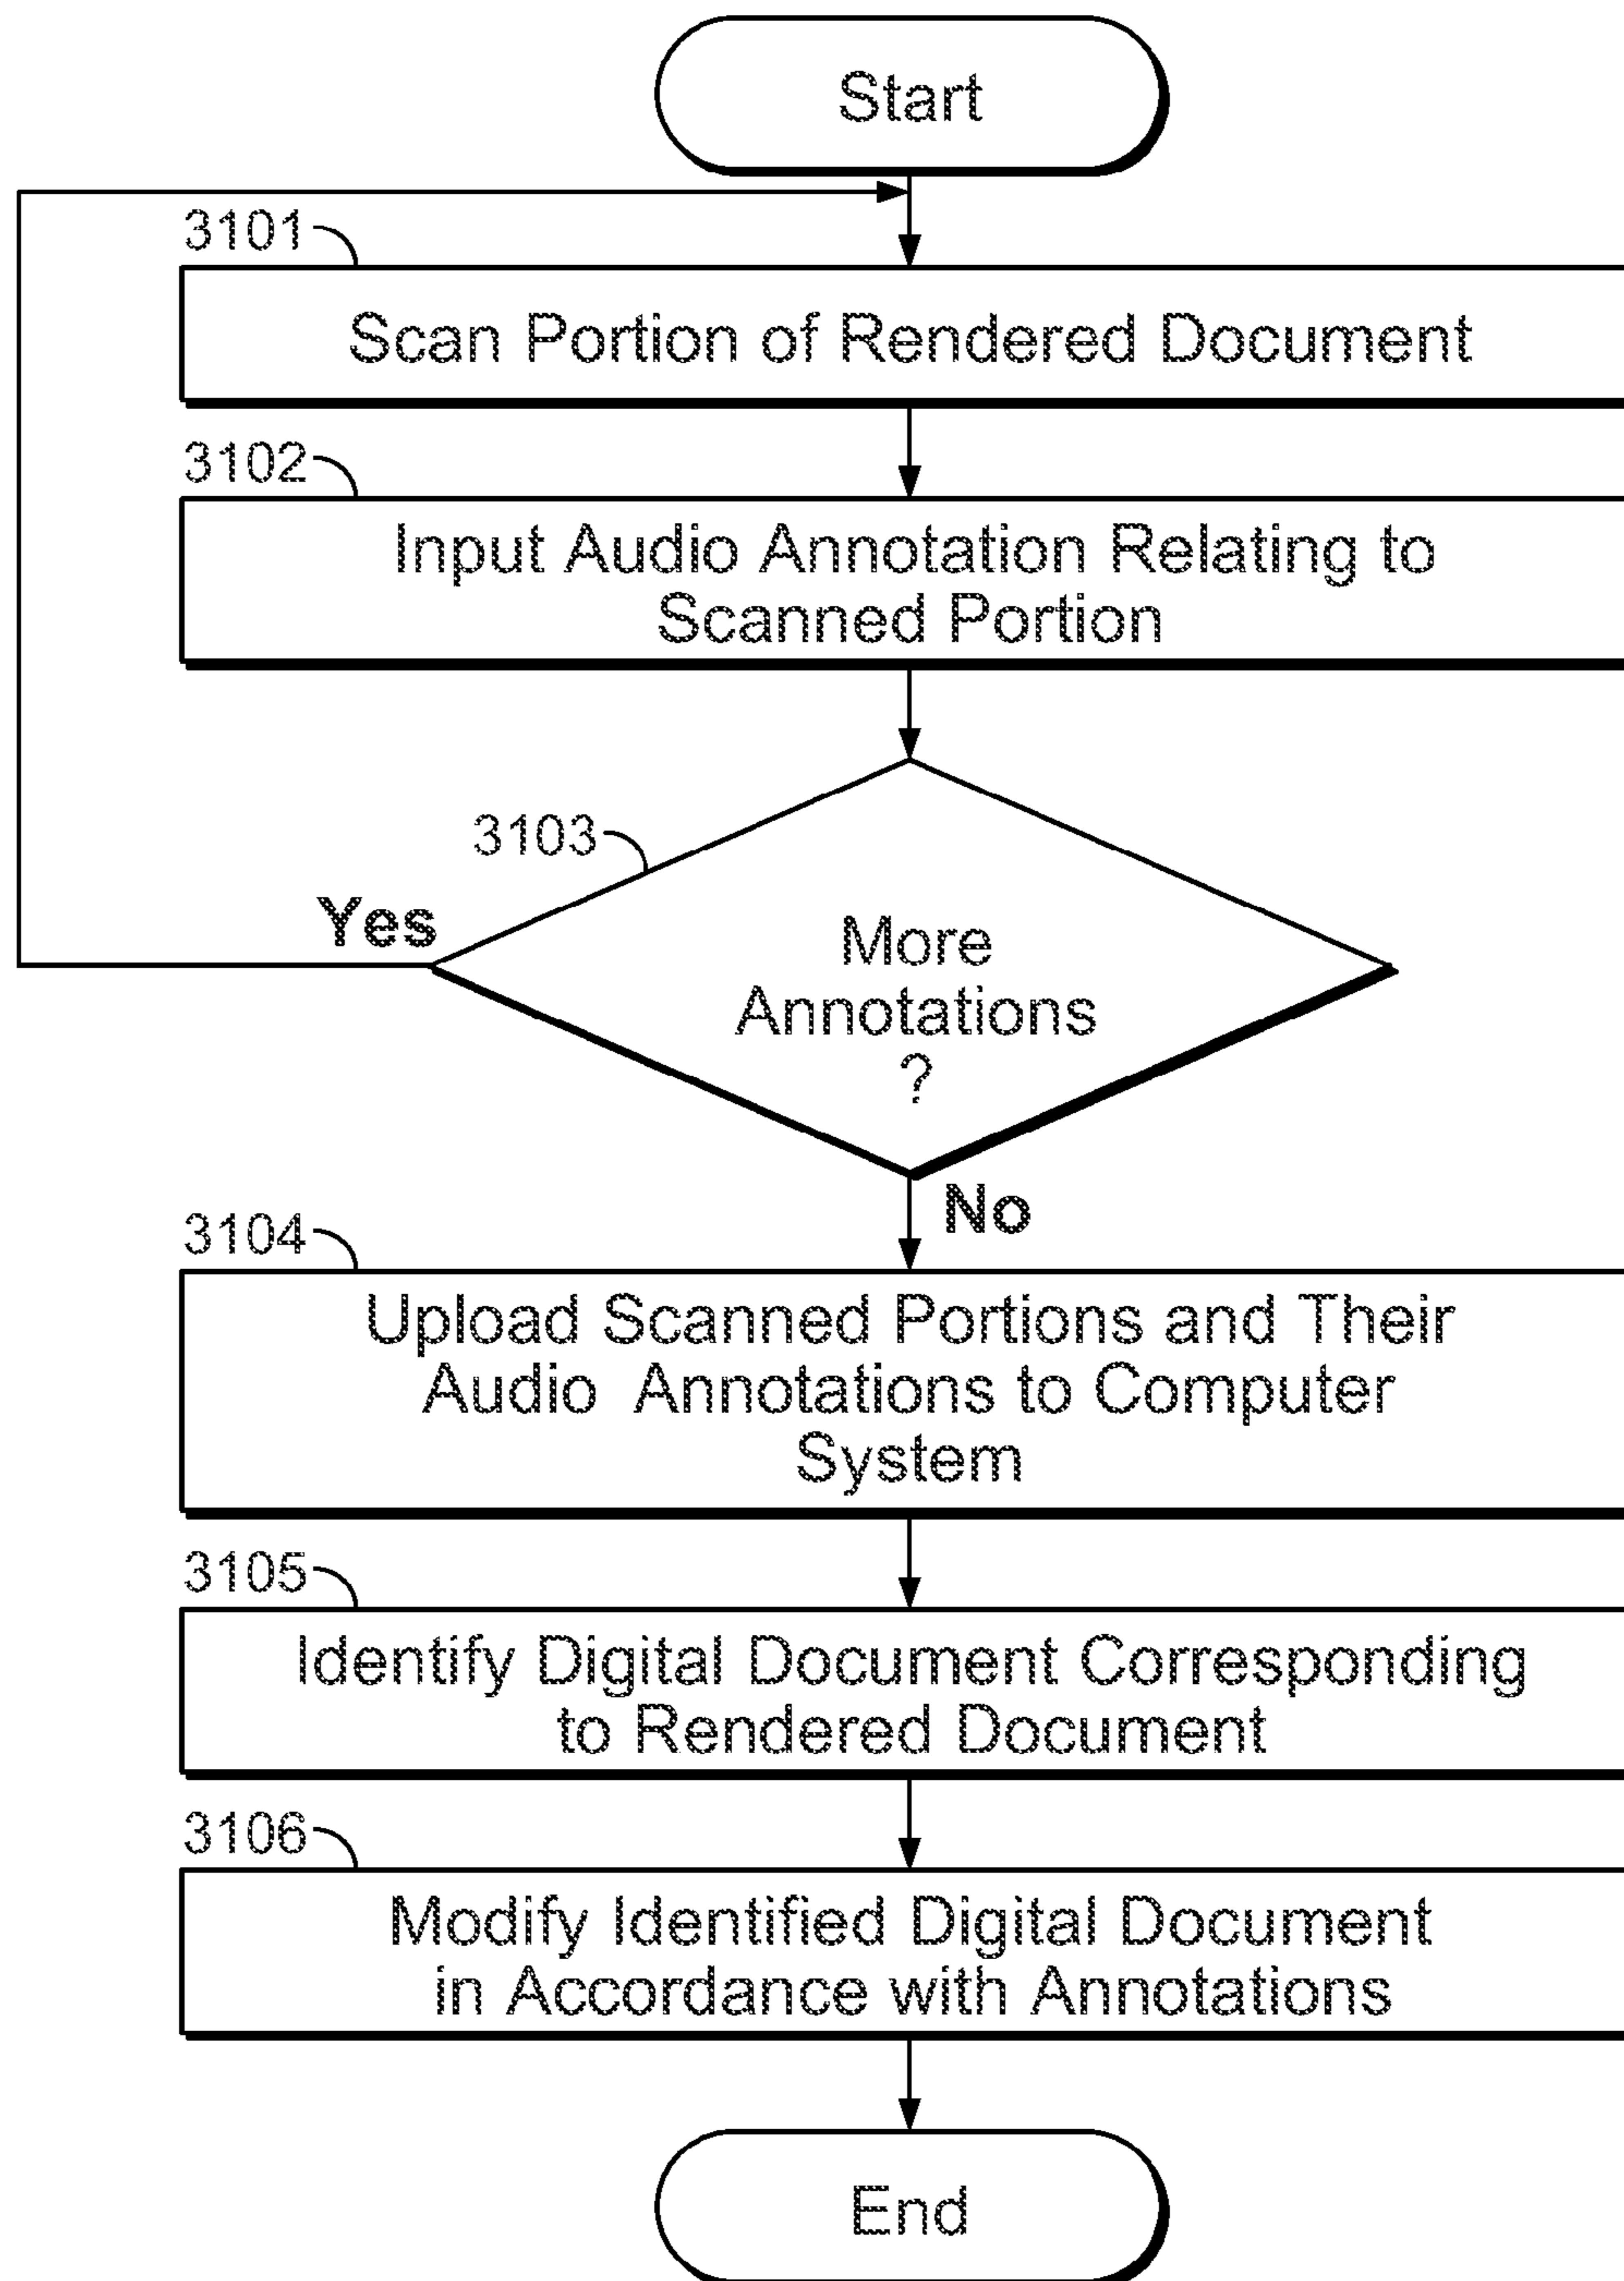 Start
3101
Scan Portion of Rendered Document
3102
Input Audio Annotation Relating to
Scanned Portion
3103
Yes
More
Annotations
?
No
3104
Upload Scanned Portions and Their
Audio Annotations to Computer
System
3105
Identify Digital Document Corresponding
to Rendered Document
3106
Modify Identified Digital Document
in Accordance with Annotations
End